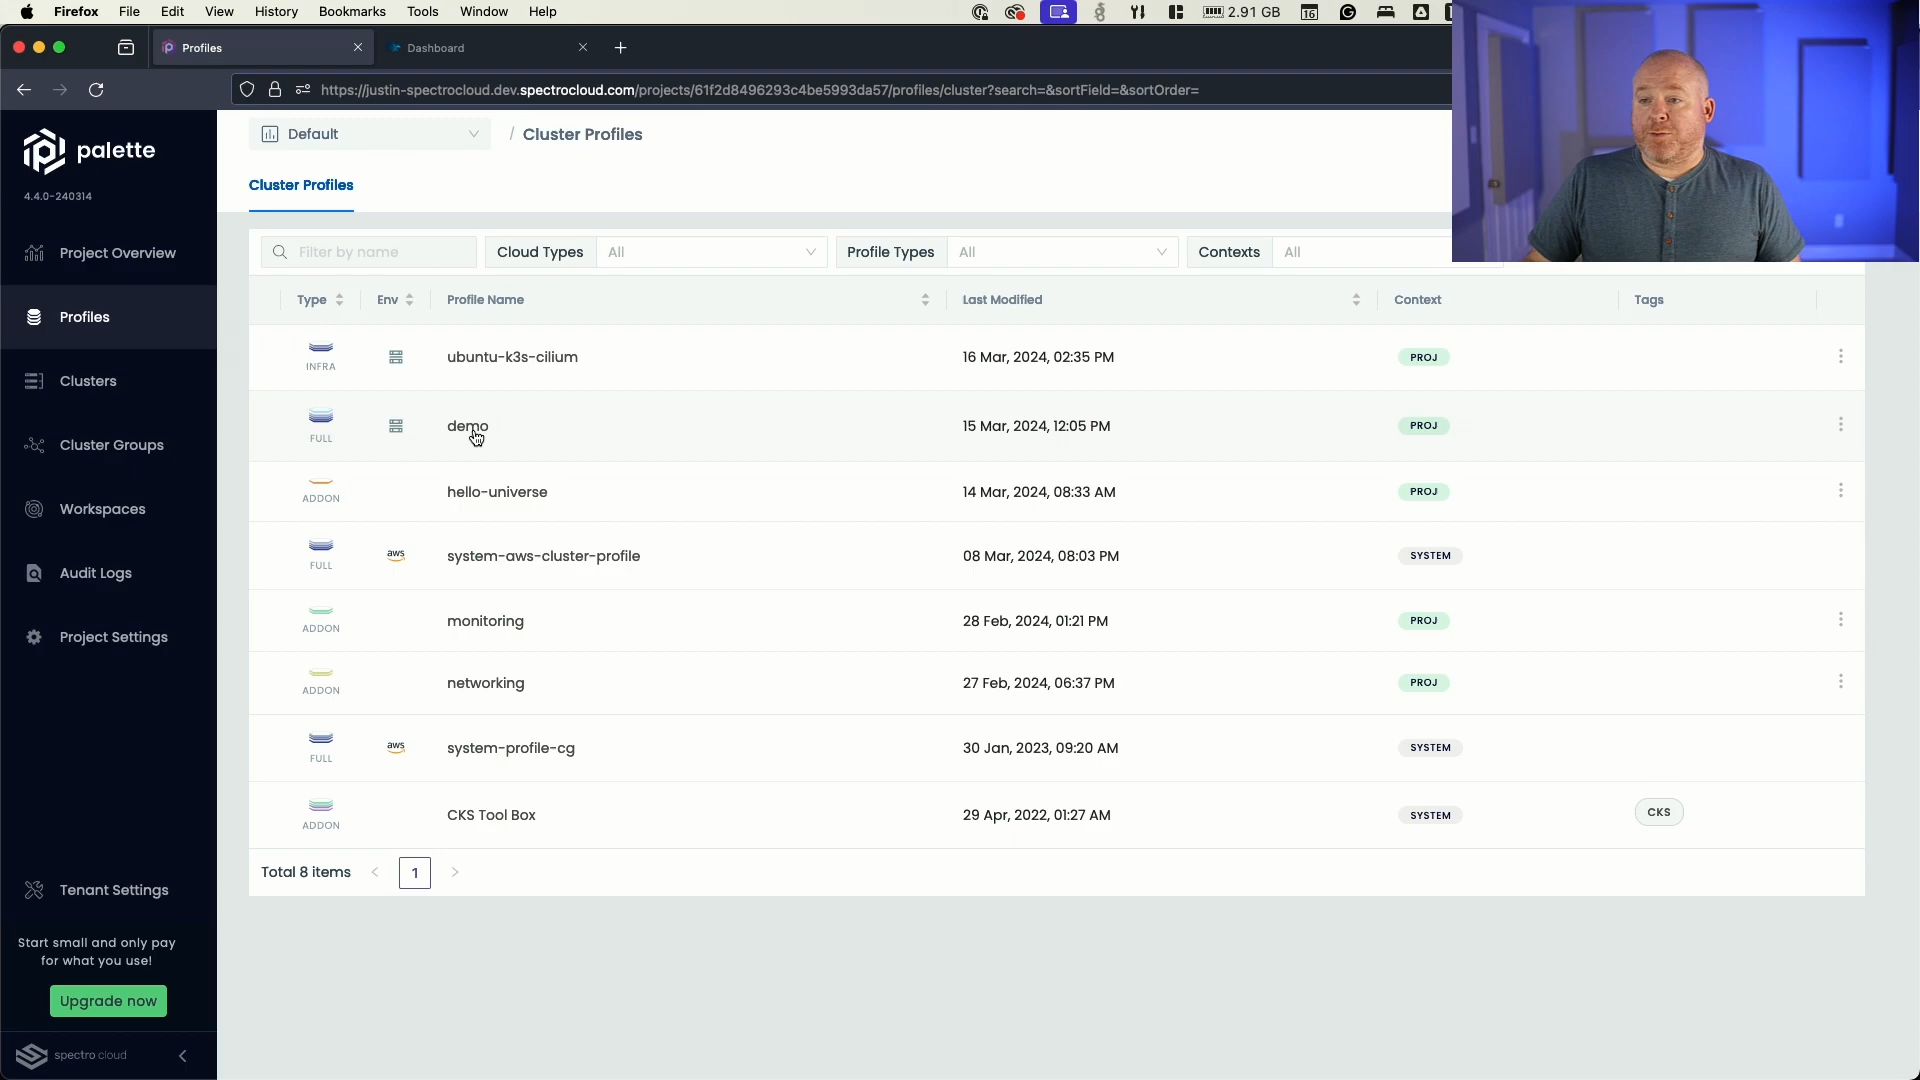 Firefox File Edit View History Bookmarks Tools Window Help 2.91 GB 16
Profiles Dashboard
https://justin-spectrocloud.dev.spectrocloud.com/projects/61f2d8496293c4be5993da57/profiles/cluster?search=&sortField=&sortOrder=
palette
4.4.0-240314
Project Overview
Profiles
Clusters
Cluster Groups
Workspaces
Audit Logs
Project Settings
Tenant Settings
Start small and only pay
for what you use!
Upgrade now
spectro cloud
Default / Cluster Profiles
Cluster Profiles
Filter by name Cloud Types All Profile Types All Contexts All
Type Env Profile Name Last Modified Context Tags
INFRA ubuntu-k3s-cilium 16 Mar, 2024, 02:35 PM PROJ
FULL demo 15 Mar, 2024, 12:05 PM PROJ
ADDON hello-universe 14 Mar, 2024, 08:33 AM PROJ
FULL aws system-aws-cluster-profile 08 Mar, 2024, 08:03 PM SYSTEM
ADDON monitoring 28 Feb, 2024, 01:21 PM PROJ
ADDON networking 27 Feb, 2024, 06:37 PM PROJ
FULL aws system-profile-cg 30 Jan, 2023, 09:20 AM SYSTEM
ADDON CKS Tool Box 29 Apr, 2022, 01:27 AM SYSTEM CKS
Total 8 items < 1 >